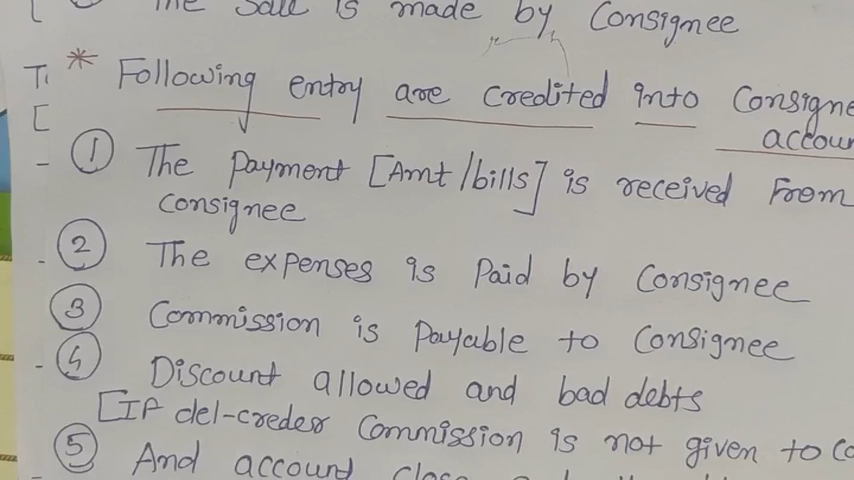 The Sale is made by Consignee
* Following entry are credited into Consigne
accoun
① The Payment [Amt/bills] is received From
consignee
② The expenses is Paid by Consignee
③ Commission is Payable to Consignee
④ Discount allowed and bad debts
[If del-creder Commission is not given to Co
⑤ And account